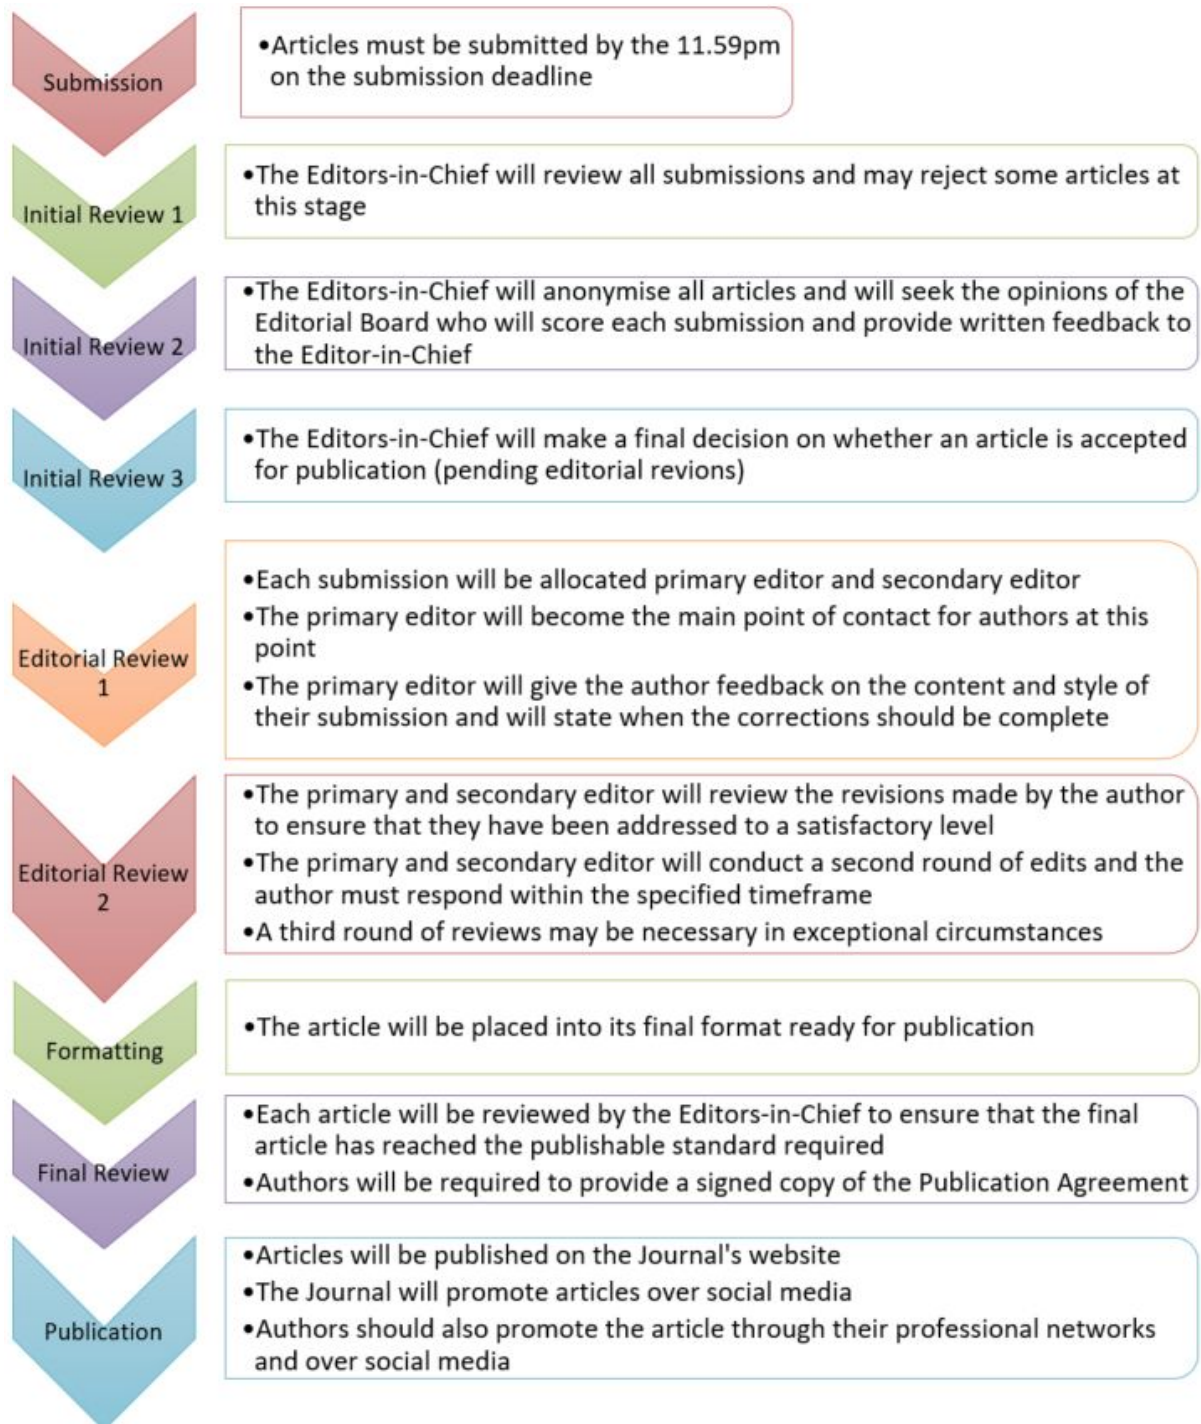 Submission
•Articles must be submitted by the 11.59pm
on the submission deadline
Initial Review 1
•The Editors-in-Chief will review all submissions and may reject some articles at
this stage
Initial Review 2
•The Editors-in-Chief will anonymise all articles and will seek the opinions of the
Editorial Board who will score each submission and provide written feedback to
the Editor-in-Chief
Initial Review 3
•The Editors-in-Chief will make a final decision on whether an article is accepted
for publication (pending editorial revions)
Editorial Review
1
•Each submission will be allocated primary editor and secondary editor
•The primary editor will become the main point of contact for authors at this
point
•The primary editor will give the author feedback on the content and style of
their submission and will state when the corrections should be complete
Editorial Review
2
•The primary and secondary editor will review the revisions made by the author
to ensure that they have been addressed to a satisfactory level
•The primary and secondary editor will conduct a second round of edits and the
author must respond within the specified timeframe
•A third round of reviews may be necessary in exceptional circumstances
Formatting
•The article will be placed into its final format ready for publication
Final Review
•Each article will be reviewed by the Editors-in-Chief to ensure that the final
article has reached the publishable standard required
•Authors will be required to provide a signed copy of the Publication Agreement
Publication
•Articles will be published on the Journal's website
•The Journal will promote articles over social media
•Authors should also promote the article through their professional networks
and over social media